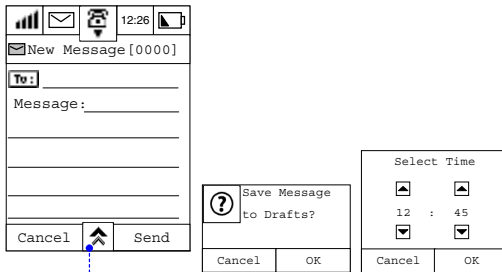 12:26
New Message[0000]
To:
Message:
Cancel Send
Save Message
to Drafts?
Cancel OK
Select Time
12 : 45
Cancel OK